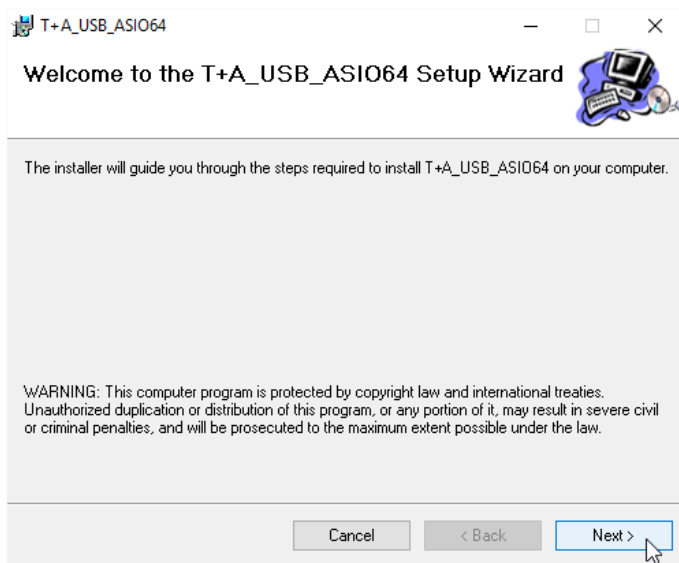 T+A_USB_ASIO64
Welcome to the T+A_USB_ASIO64 Setup Wizard
The installer will guide you through the steps required to install T+A_USB_ASIO64 on your computer.
WARNING: This computer program is protected by copyright law and international treaties.
Unauthorized duplication or distribution of this program, or any portion of it, may result in severe civil
or criminal penalties, and will be prosecuted to the maximum extent possible under the law.
Cancel < Back Next >